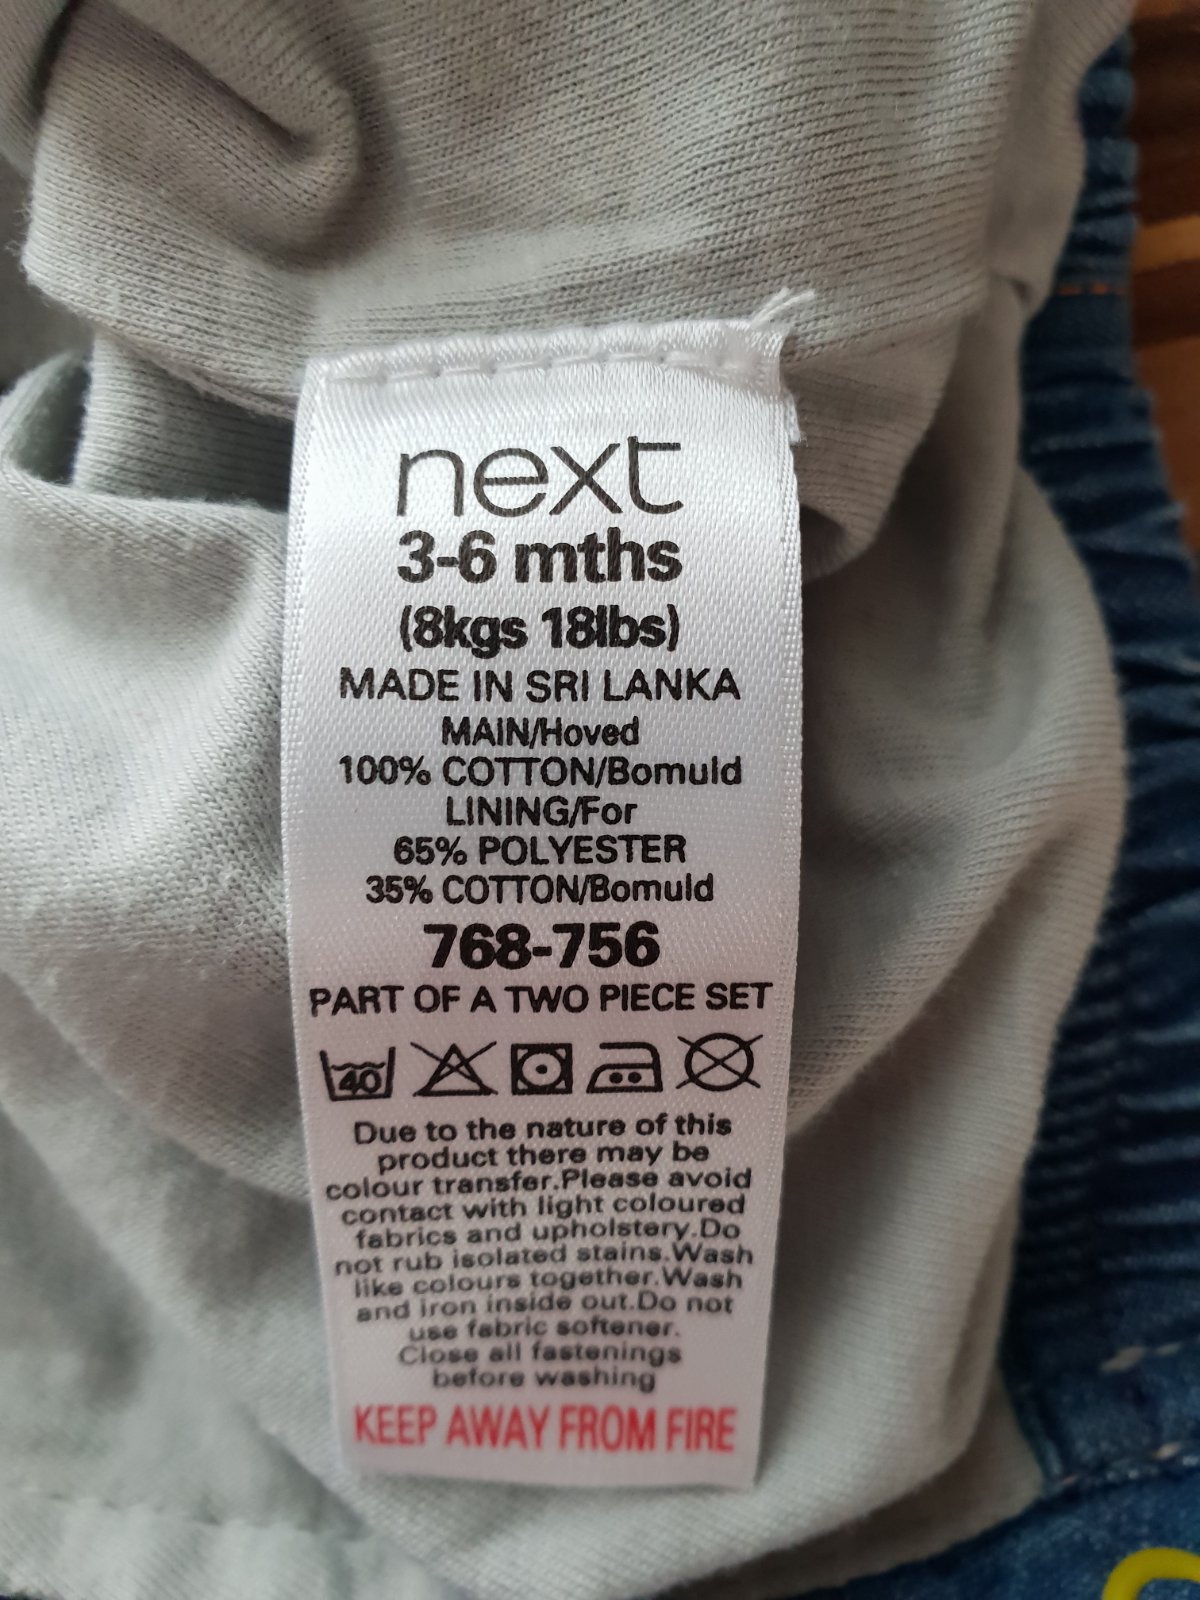 next
3-6 mths
(8kgs 18lbs)
MADE IN SRI LANKA
MAIN/Hoved
100% COTTON/Bomuld
LINING/For
65% POLYESTER
35% COTTON/Bomuld
768-756
PART OF A TWO PIECE SET
40
Due to the nature of this
product there may be
colour transfer.Please avoid
contact with light coloured
fabrics and upholstery.Do
not rub isolated stains.Wash
like colours together.Wash
and iron inside out.Do not
use fabric softener.
Close all fastenings
before washing
KEEP AWAY FROM FIRE